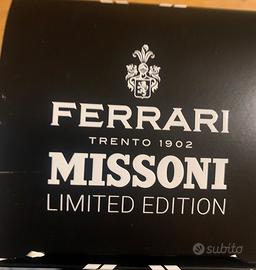 FERRARI
TRENTO 1902
MISSONI
LIMITED EDITION
subito